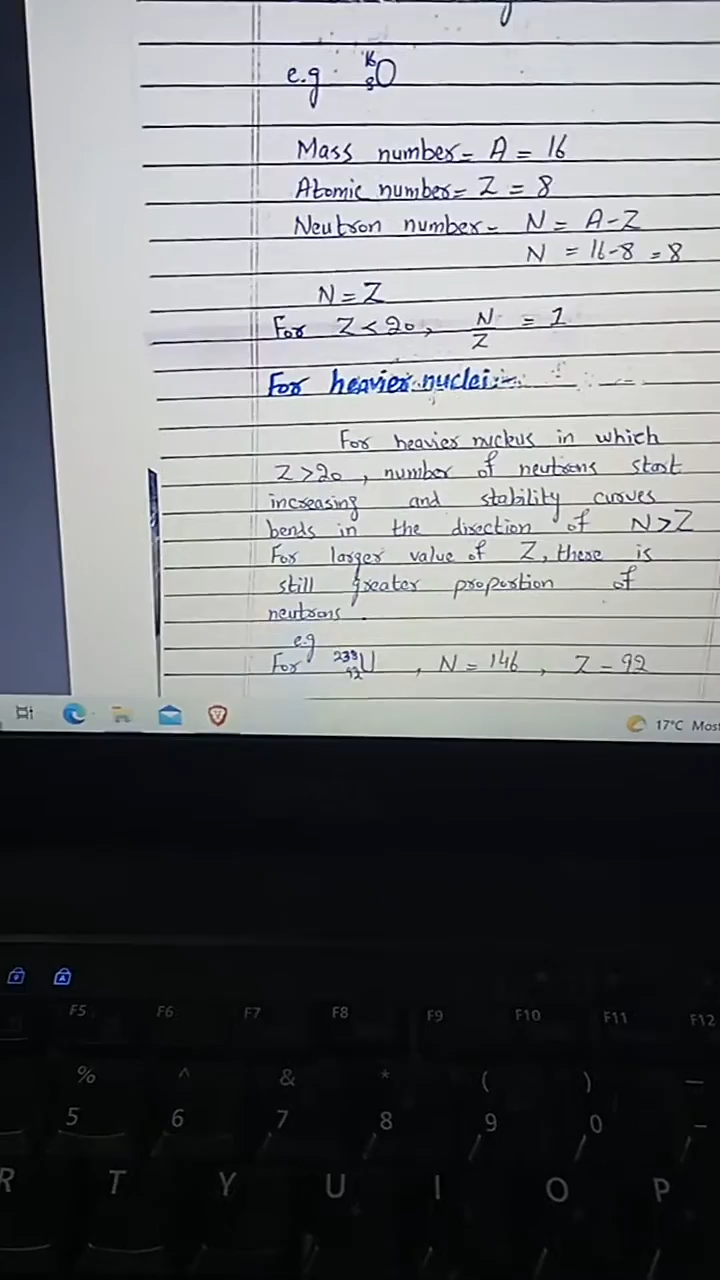 e.g. ¹⁶₈O
Mass number = A = 16
Atomic number = Z = 8
Neutron number = N = A-Z
N = 16-8 = 8
N = Z
For Z < 20, N/Z = 1
For heavier nuclei:-
For heavier nucleus in which
Z > 20, number of neutrons start
increasing and stability curves
bends in the direction of N > Z
For larger value of Z, there is
still greater proportion of
neutrons.
e.g
For ²³⁸₉₂U, N = 146, Z = 92
17°C Most
A
F5 F6 F7 F8 F9 F10 F11 F12
% ^ & * ( ) _
5 6 7 8 9 0 -
R T Y U I O P